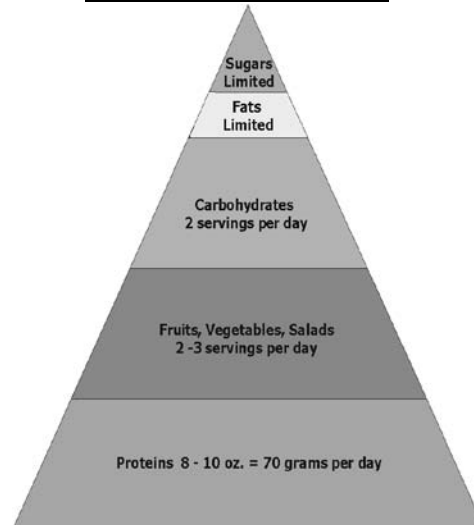 Sugars
Limited
Fats
Limited
Carbohydrates
2 servings per day
Fruits, Vegetables, Salads
2 -3 servings per day
Proteins 8 - 10 oz. = 70 grams per day